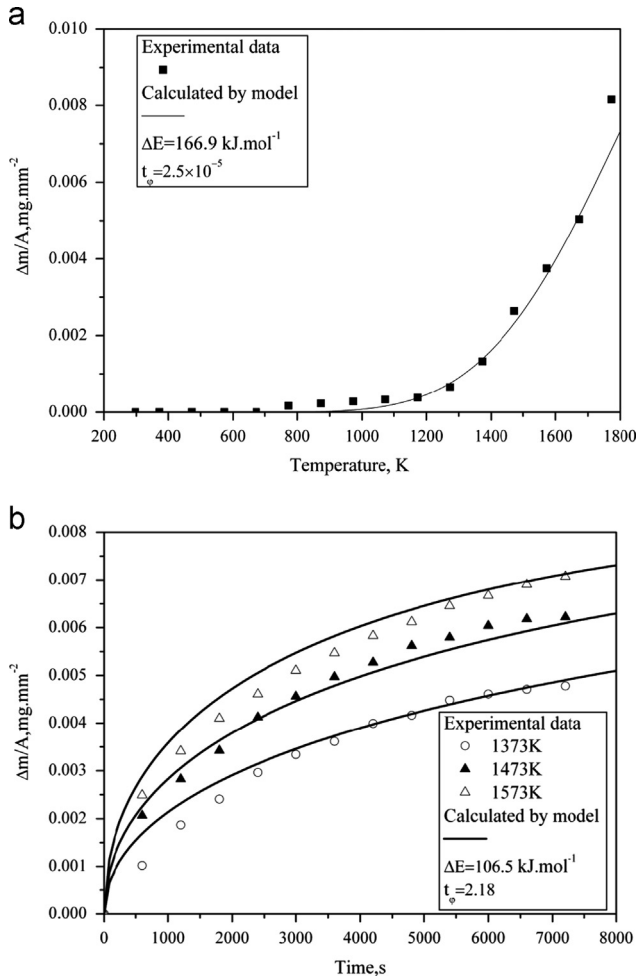 a
0.010
0.008
0.006
0.004
0.002
0.000
Δm/A,mg.mm⁻²
Experimental data
Calculated by model
ΔE=166.9 kJ.mol⁻¹
tφ=2.5×10⁻⁵
200 400 600 800 1000 1200 1400 1600 1800
Temperature, K
b
0.008
0.007
0.006
0.005
0.004
0.003
0.002
0.001
0.000
Δm/A,mg.mm⁻²
Experimental data
1373K
1473K
1573K
Calculated by model
ΔE=106.5 kJ.mol⁻¹
tφ=2.18
0 1000 2000 3000 4000 5000 6000 7000 8000
Time,s